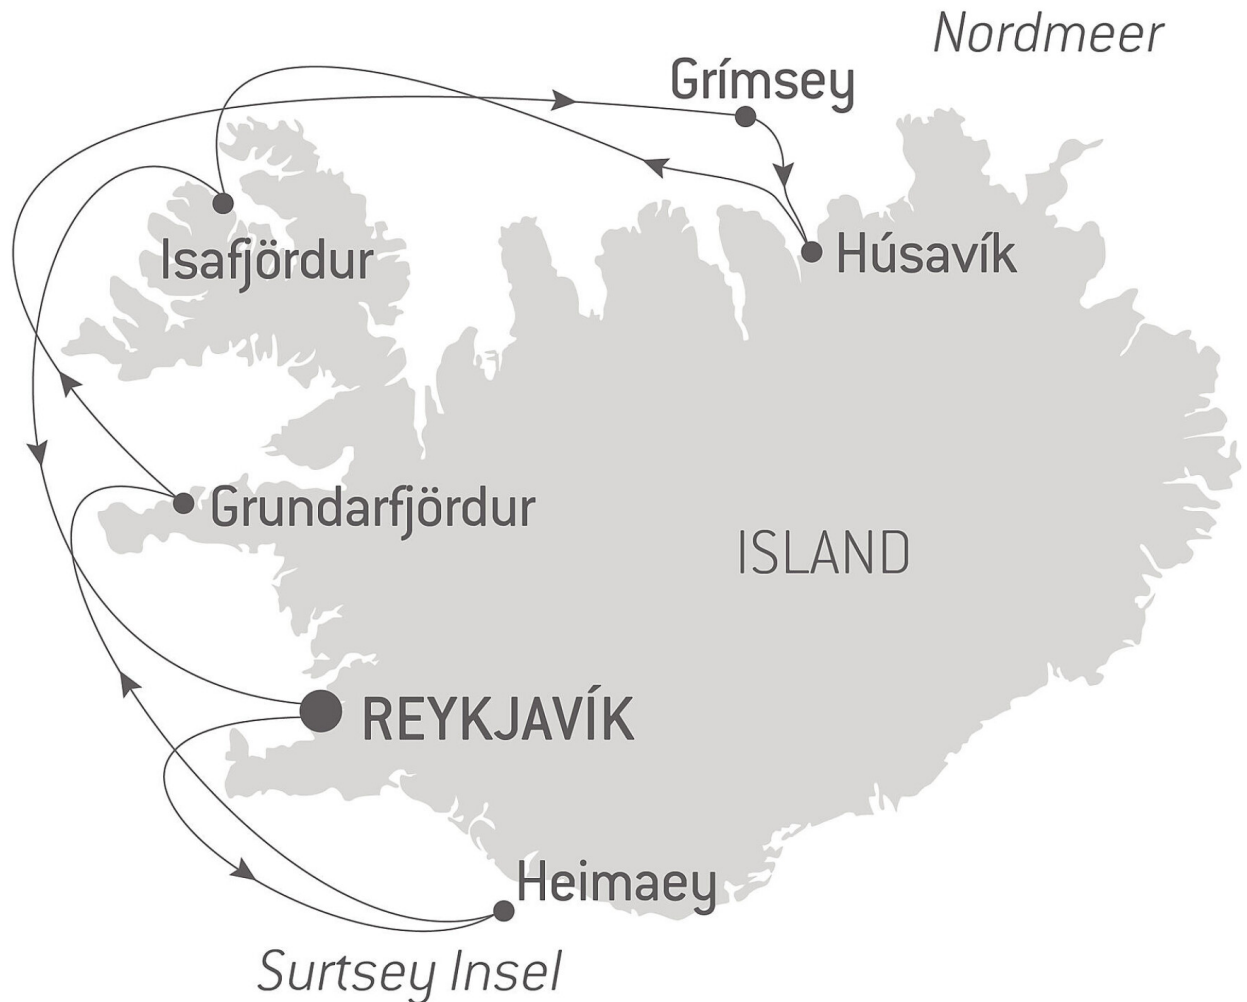 Nordmeer
Grímsey
Húsavík
Isafjördur
Grundarfjördur
ISLAND
REYKJAVÍK
Heimaey
Surtsey Insel